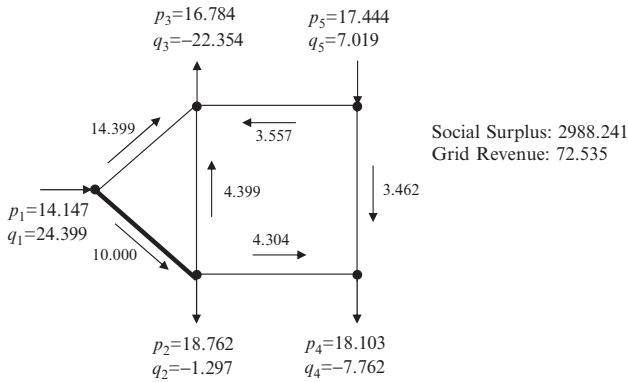 p3=16.784
q3=−22.354
p5=17.444
q5=7.019
14.399
3.557
Social Surplus: 2988.241
Grid Revenue: 72.535
p1=14.147
q1=24.399
4.399
3.462
10.000
4.304
p2=18.762
q2=−1.297
p4=18.103
q4=−7.762